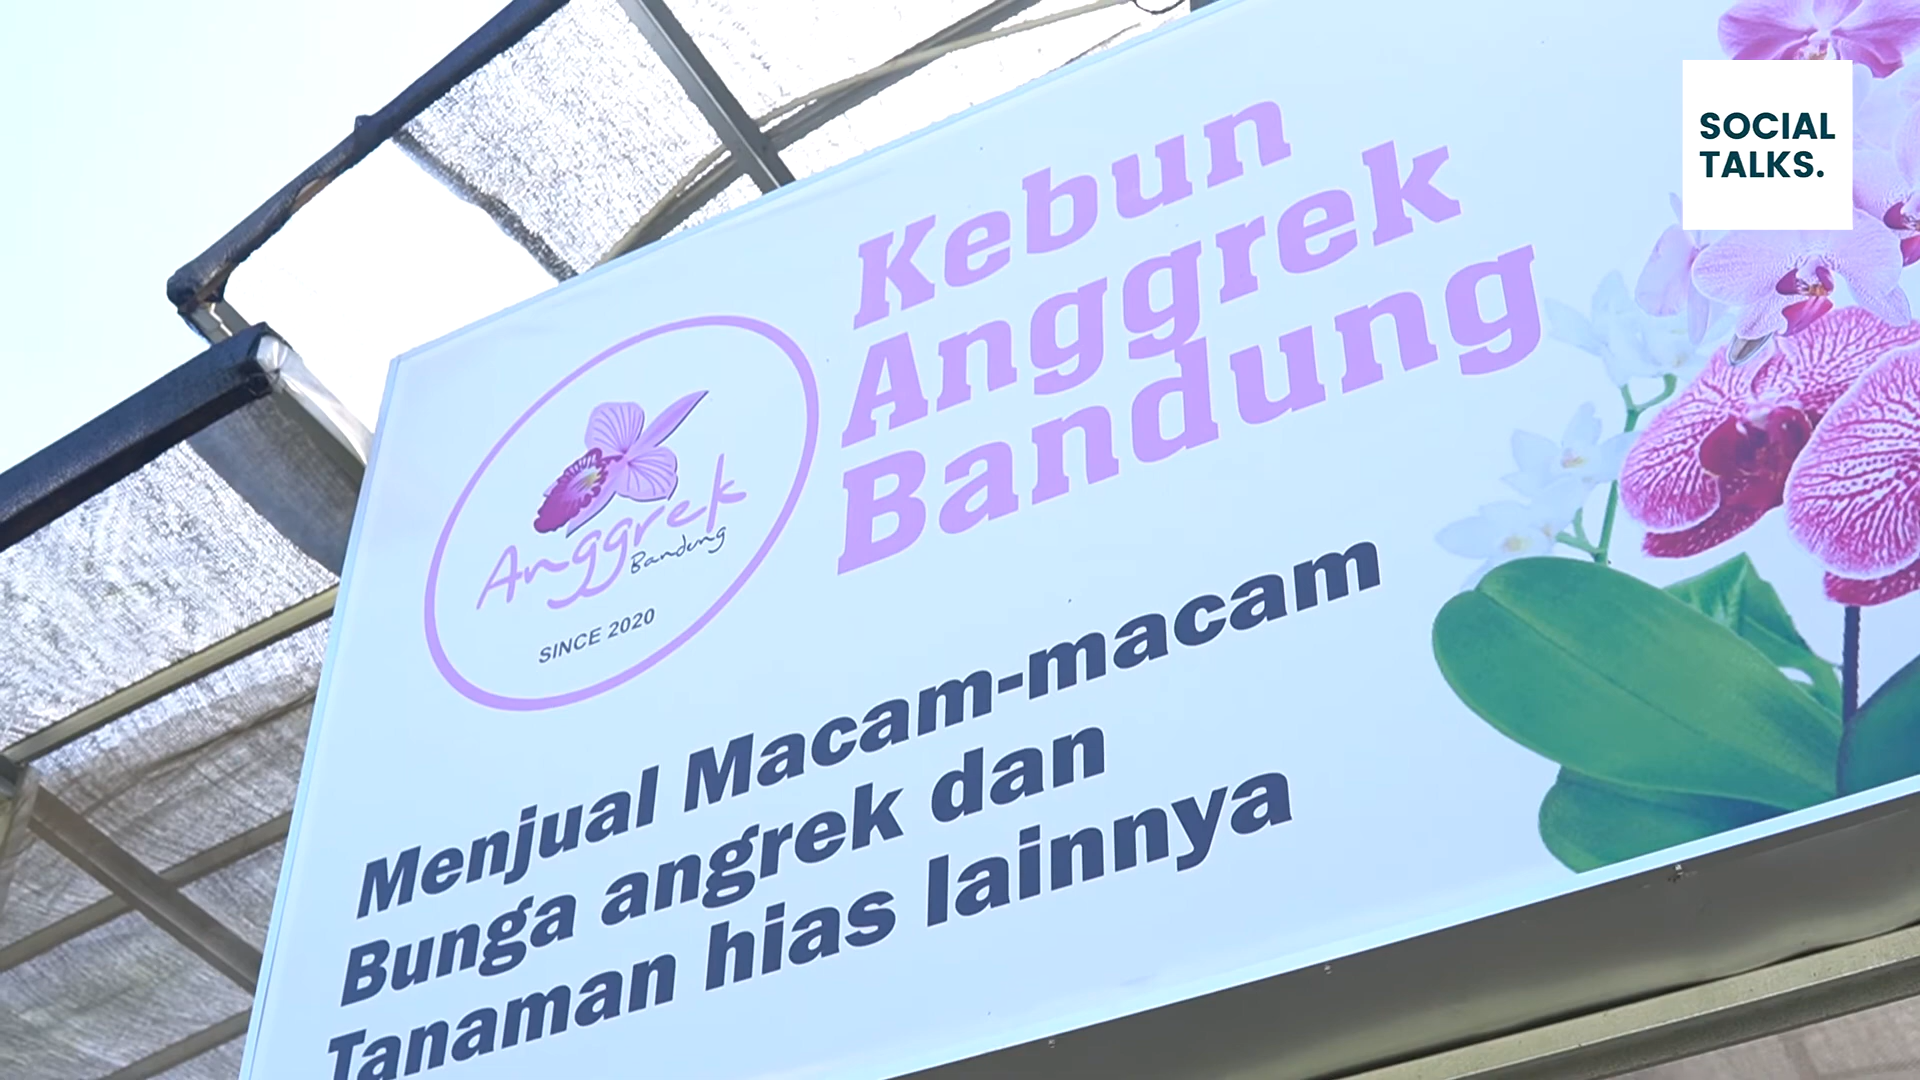 SOCIAL
TALKS.
Kebun
Anggrek
Bandung
Anggrek
Bandung
SINCE 2020
Menjual Macam-macam
Bunga angrek dan
Tanaman hias lainnya